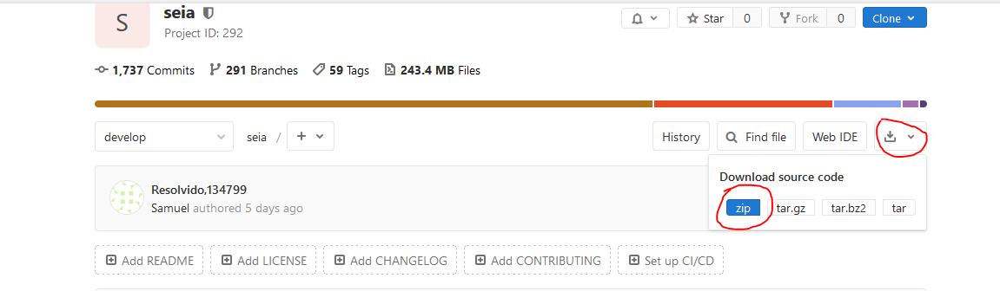 S
seia
Project ID: 292
Star 0 Fork 0 Clone
1,737 Commits 291 Branches 59 Tags 243.4 MB Files
develop seia / + History Find file Web IDE
Download source code
zip tar.gz tar.bz2 tar
Resolvido,134799
Samuel authored 5 days ago
Add README Add LICENSE Add CHANGELOG Add CONTRIBUTING Set up CI/CD